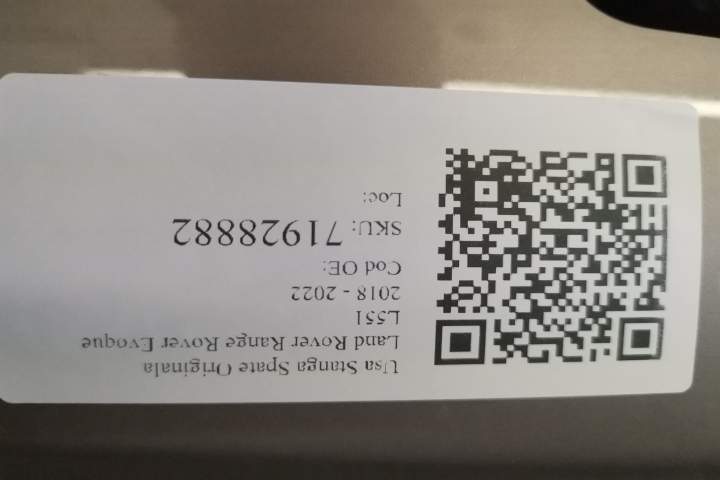 Usa Stanga Spate Originala
Land Rover Range Rover Evoque
L551
2018 - 2022
Cod OE:
SKU: 71928882
Loc: